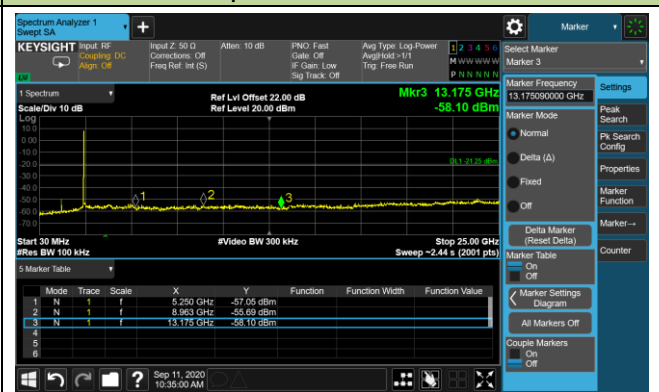 Spectrum Analyzer 1
Swept SA
Marker
KEYSIGHT Input: RF Input Z: 50 Ω Atten: 10 dB PNO: Fast Avg Type: Log-Power 1 2 3 4 5 6
Coupling: DC Corrections: Off Gate: Off Avg|Hold:>1/1 M W W W W W
Align: Off Freq Ref: Int (S) IF Gain: Low Trig: Free Run
Sig Track: Off P N N N N N
LVI
Select Marker
Marker 3
1 Spectrum
Ref Lvl Offset 22.00 dB
Mkr3 13.175 GHz
Scale/Div 10 dB
Ref Level 20.00 dBm
-58.10 dBm
Log
10.0
0.00
-10.0
-20.0
-30.0
-40.0
-50.0
-60.0
-70.0
DL1 -21.25 dBm
1
2
3
Start 30 MHz
#Video BW 300 kHz
Stop 25.00 GHz
#Res BW 100 kHz
Sweep ~2.44 s (2001 pts)
5 Marker Table
Mode Trace Scale X Y Function Function Width Function Value
1 N 1 f 5.250 GHz -57.05 dBm
2 N 1 f 8.963 GHz -55.69 dBm
3 N 1 f 13.175 GHz -58.10 dBm
4
5
6
Marker Frequency
13.175090000 GHz
Marker Mode
Normal
Delta (Δ)
Fixed
Off
Delta Marker
(Reset Delta)
Marker Table
On
Off
Marker Settings
Diagram
All Markers Off
Couple Markers
On
Off
Settings
Peak
Search
Pk Search
Config
Properties
Marker
Function
Marker→
Counter
?
Sep 11, 2020
10:35:00 AM